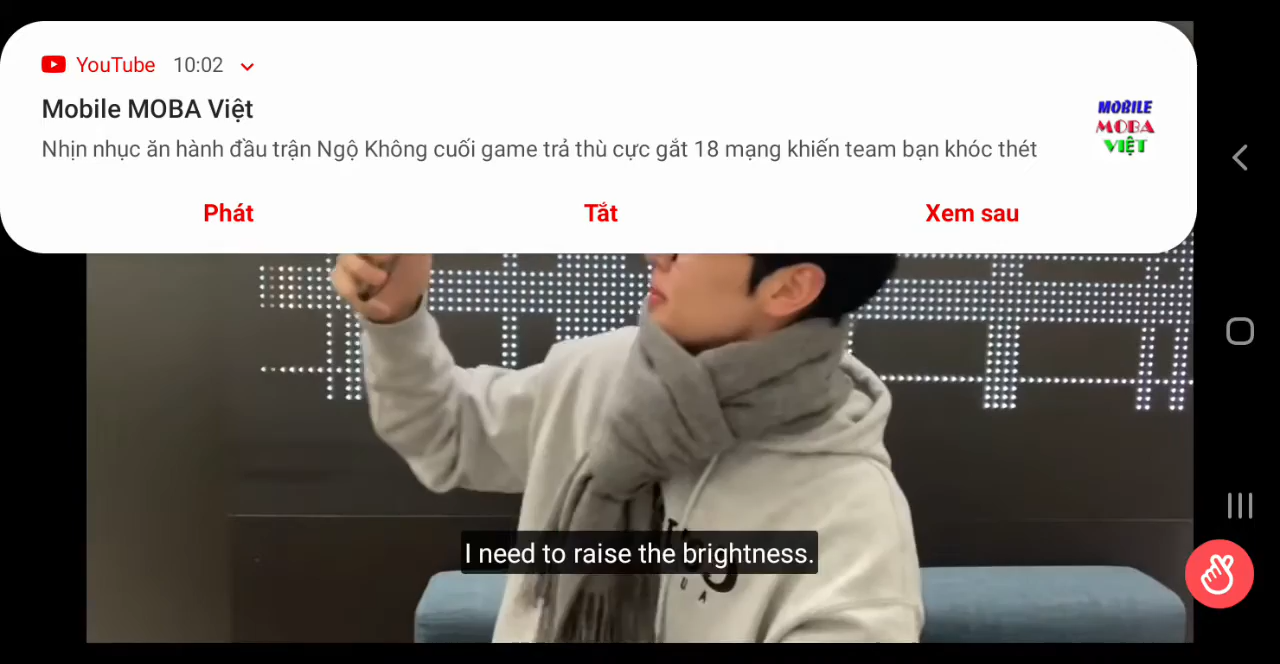 YouTube 10:02
Mobile MOBA Việt
Nhịn nhục ăn hành đầu trận Ngộ Không cuối game trả thù cực gắt 18 mạng khiến team bạn khóc thét
MOBILE
MOBA
VIỆT
Phát Tắt Xem sau
I need to raise the brightness.